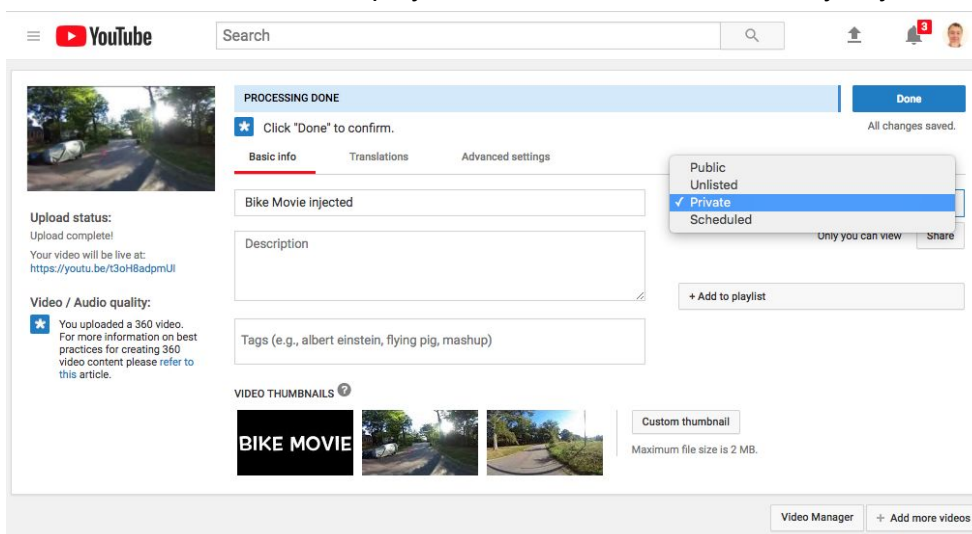 YouTube
Search
3
PROCESSING DONE
Done
Click "Done" to confirm.
All changes saved.
Basic info
Translations
Advanced settings
Public
Unlisted
✓ Private
Scheduled
Bike Movie injected
Only you can view
Share
Upload status:
Upload complete!
Your video will be live at:
https://youtu.be/t3oH8adpmUI
Description
+ Add to playlist
Video / Audio quality:
You uploaded a 360 video.
For more information on best
practices for creating 360
video content please refer to
this article.
Tags (e.g., albert einstein, flying pig, mashup)
VIDEO THUMBNAILS ?
BIKE MOVIE
Custom thumbnail
Maximum file size is 2 MB.
Video Manager
+ Add more videos